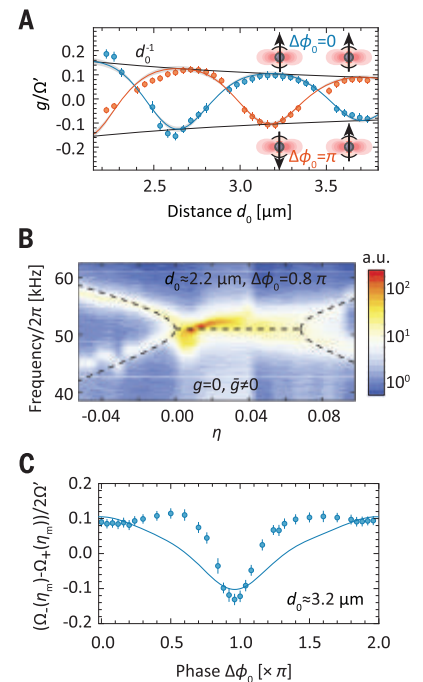 A
g/Ω'
0.2
0.1
0.0
-0.1
-0.2
d₀⁻¹
Δϕ₀=0
Δϕ₀=π
2.5 3.0 3.5
Distance d₀ [μm]
B
Frequency/2π [kHz]
60
50
40
d₀≈2.2 μm, Δϕ₀=0.8 π
g=0, ḡ≠0
-0.04 0.00 0.04 0.08
η
a.u.
10²
10¹
10⁰
C
(Ω₋(ηₘ)-Ω₊(ηₘ))/2Ω'
0.2
0.1
0.0
-0.1
-0.2
d₀≈3.2 μm
0.0 0.5 1.0 1.5 2.0
Phase Δϕ₀ [× π]